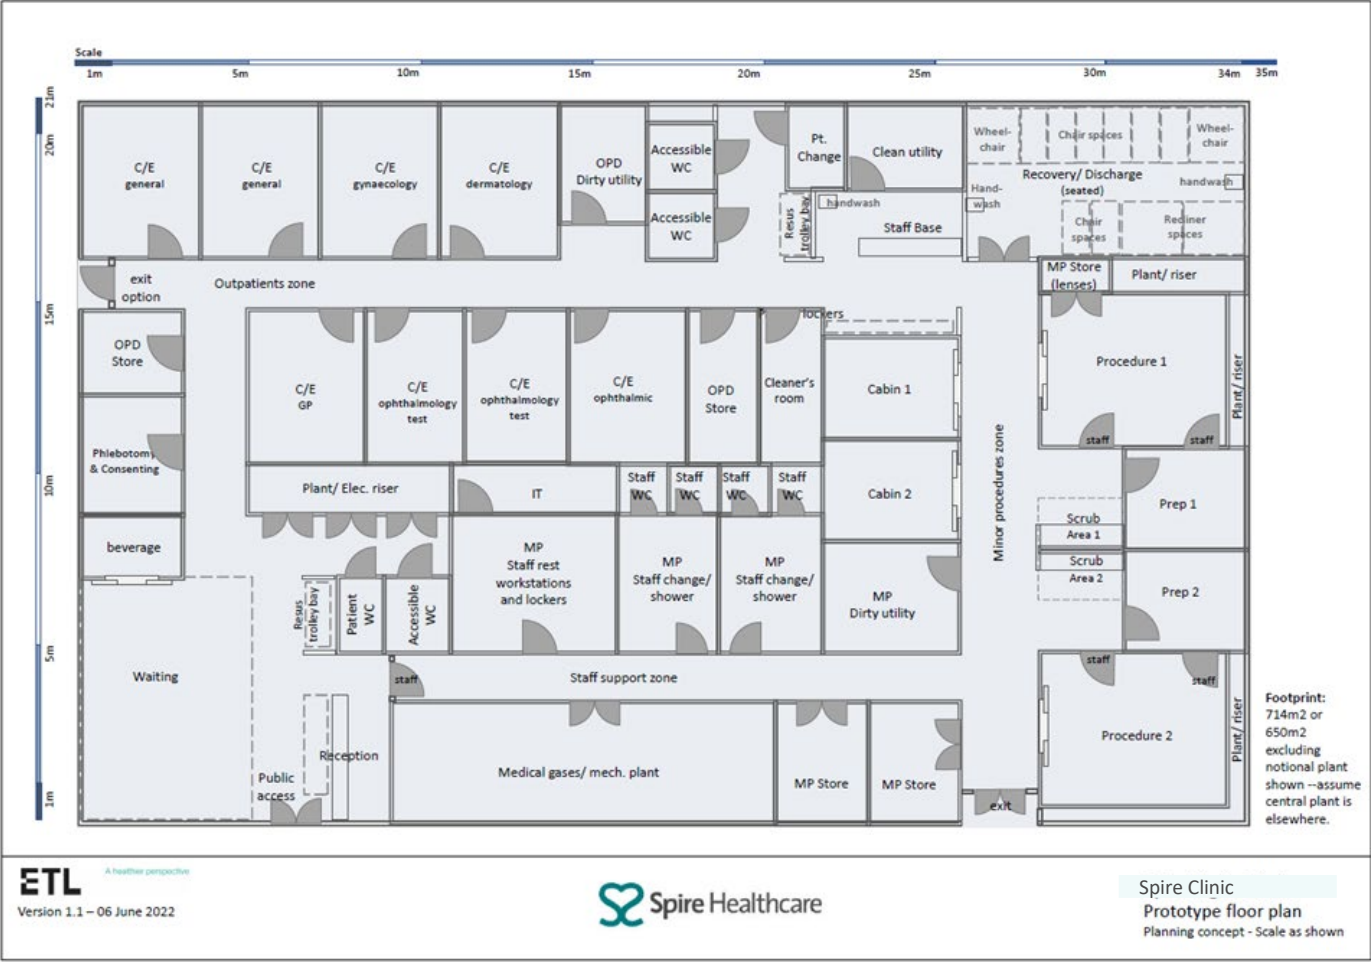 Scale
1m 5m 10m 15m 20m 25m 30m 34m 35m
21m
20m
15m
10m
5m
1m
C/E
general
C/E
general
C/E
gynaecology
C/E
dermatology
OPD
Dirty utility
Accessible
WC
Accessible
WC
Pt.
Change
Clean utility
Resus
trolley bay
handwash
Staff Base
Wheel-
chair
Chair spaces
Wheel-
chair
Recovery/ Discharge
(seated)
handwash
Hand-
wash
Chair
spaces
Recliner
spaces
exit
option
Outpatients zone
MP Store
(lenses)
Plant/ riser
OPD
Store
C/E
GP
C/E
ophthalmology
test
C/E
ophthalmology
test
C/E
ophthalmic
OPD
Store
Cleaner's
room
lockers
Cabin 1
Procedure 1
Plant/ riser
staff
staff
Phlebotomy
& Consenting
Plant/ Elec. riser
IT
Staff
WC
Staff
WC
Staff
WC
Staff
WC
Cabin 2
Minor procedures zone
Prep 1
Scrub
Area 1
Scrub
Area 2
Prep 2
beverage
MP
Staff rest
workstations
and lockers
MP
Staff change/
shower
MP
Staff change/
shower
MP
Dirty utility
Resus
trolley bay
Patient
WC
Accessible
WC
Waiting
staff
Staff support zone
staff
staff
Procedure 2
Plant/ riser
Reception
Public
access
Medical gases/ mech. plant
MP Store
MP Store
exit
Footprint:
714m2 or
650m2
excluding
notional plant
shown --assume
central plant is
elsewhere.
ETL
A healthier perspective
Version 1.1 – 06 June 2022
Spire Healthcare
Spire Clinic
Prototype floor plan
Planning concept - Scale as shown